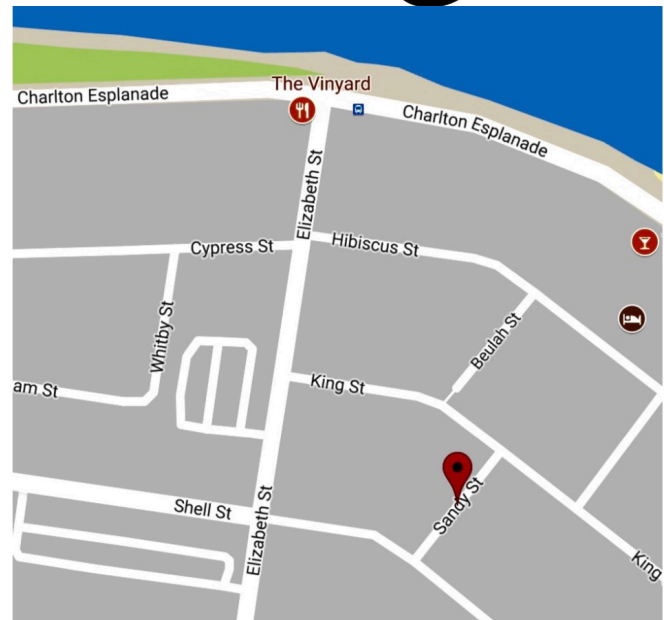 The Vinyard
Charlton Esplanade
Charlton Esplanade
Elizabeth St
Cypress St
Hibiscus St
Whitby St
Beulah St
am St
King St
Sandy St
Shell St
Elizabeth St
King